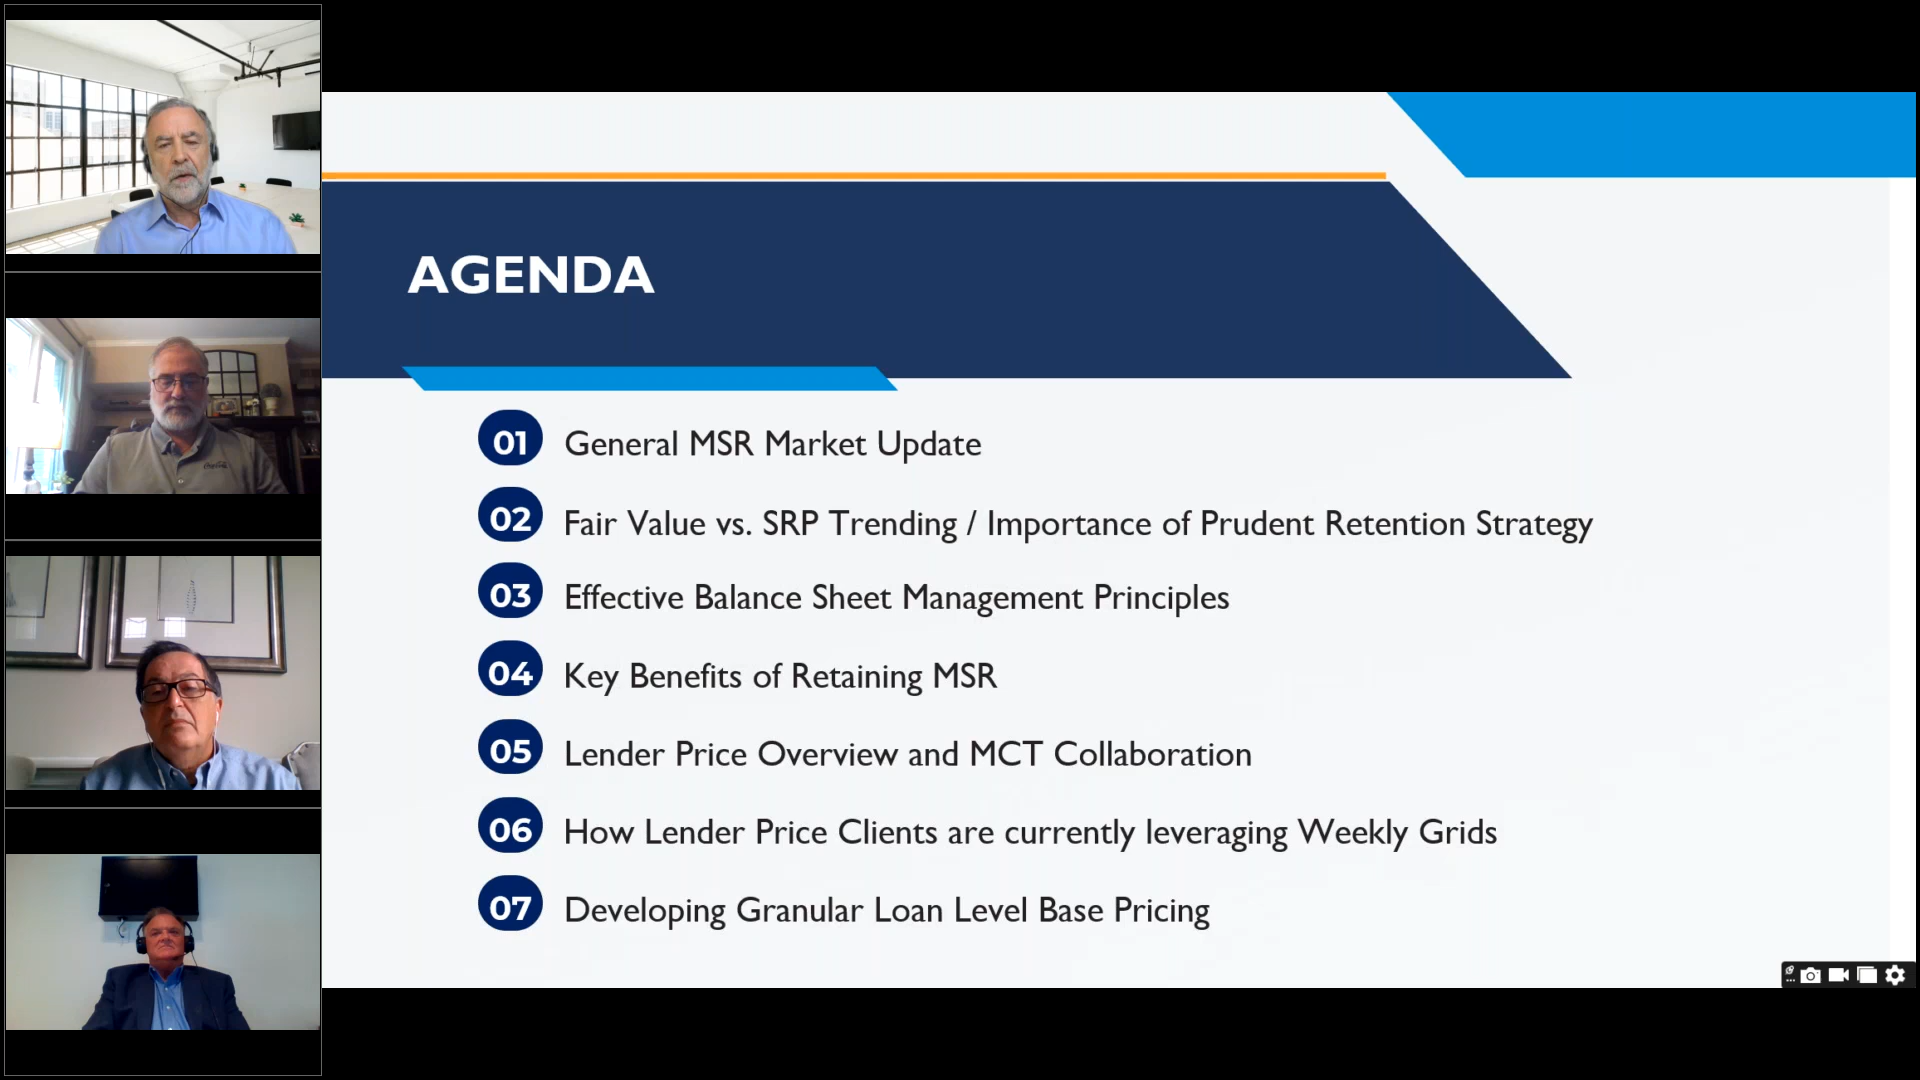 AGENDA
01 General MSR Market Update
02 Fair Value vs. SRP Trending / Importance of Prudent Retention Strategy
03 Effective Balance Sheet Management Principles
04 Key Benefits of Retaining MSR
05 Lender Price Overview and MCT Collaboration
06 How Lender Price Clients are currently leveraging Weekly Grids
07 Developing Granular Loan Level Base Pricing